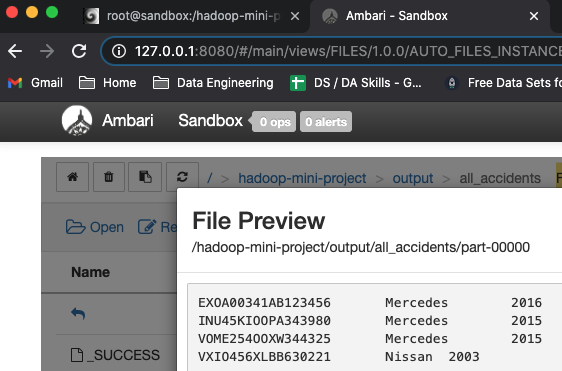 root@sandbox:/hadoop-mini-p
Ambari - Sandbox
127.0.0.1:8080/#/main/views/FILES/1.0.0/AUTO_FILES_INSTANCE
Gmail Home Data Engineering DS / DA Skills - G... Free Data Sets fo
Ambari Sandbox 0 ops 0 alerts
/ > hadoop-mini-project > output > all_accidents
Open Re
Name
_SUCCESS
File Preview
/hadoop-mini-project/output/all_accidents/part-00000
EXOA00341AB123456 Mercedes 2016
INU45KIOOPA343980 Mercedes 2015
VOME254OOXW344325 Mercedes 2015
VXIO456XLBB630221 Nissan 2003